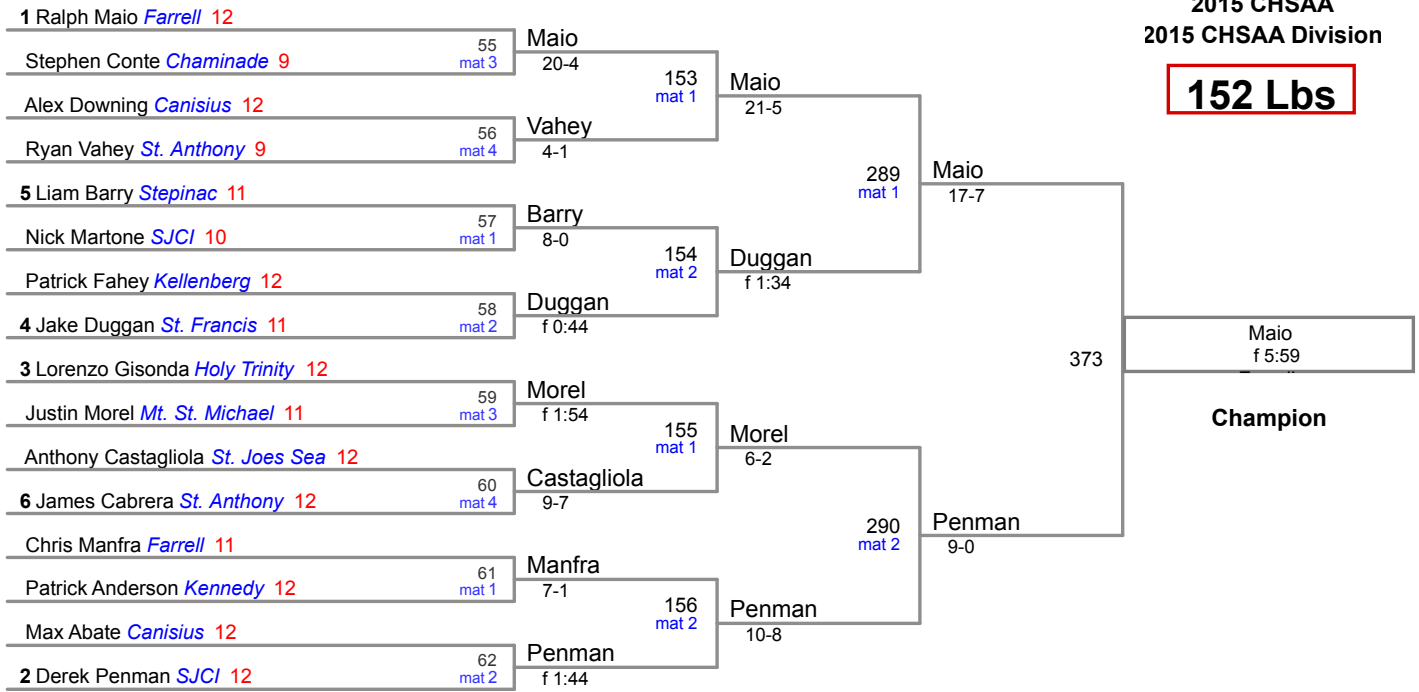 2015 CHSAA
2015 CHSAA Division
152 Lbs
1 Ralph Maio Farrell 12
Stephen Conte Chaminade 9
Alex Downing Canisius 12
Ryan Vahey St. Anthony 9
5 Liam Barry Stepinac 11
Nick Martone SJCI 10
Patrick Fahey Kellenberg 12
4 Jake Duggan St. Francis 11
3 Lorenzo Gisonda Holy Trinity 12
Justin Morel Mt. St. Michael 11
Anthony Castagliola St. Joes Sea 12
6 James Cabrera St. Anthony 12
Chris Manfra Farrell 11
Patrick Anderson Kennedy 12
Max Abate Canisius 12
2 Derek Penman SJCI 12
55
mat 3
56
mat 4
57
mat 1
58
mat 2
59
mat 3
60
mat 4
61
mat 1
62
mat 2
Maio
20-4
Vahey
4-1
Barry
8-0
Duggan
f 0:44
Morel
f 1:54
Castagliola
9-7
Manfra
7-1
Penman
f 1:44
153
mat 1
154
mat 2
155
mat 1
156
mat 2
Maio
21-5
Duggan
f 1:34
Morel
6-2
Penman
10-8
289
mat 1
290
mat 2
Maio
17-7
Penman
9-0
373
Maio
f 5:59
Champion